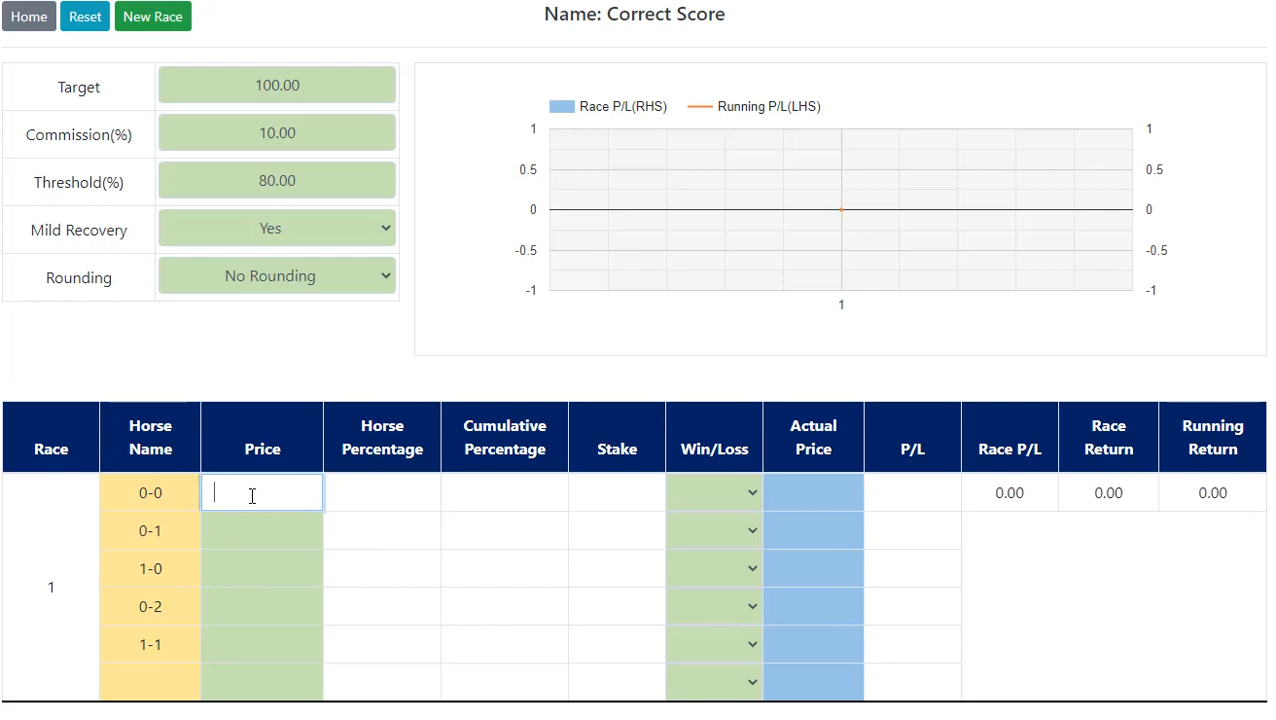 Home Reset New Race
Name: Correct Score
Target 100.00
Commission(%) 10.00
Threshold(%) 80.00
Mild Recovery Yes
Rounding No Rounding
Race P/L(RHS) Running P/L(LHS)
1 1
0.5 0.5
0 0
-0.5 -0.5
-1 -1
1
Race Horse Name Price Horse Percentage Cumulative Percentage Stake Win/Loss Actual Price P/L Race P/L Race Return Running Return
0-0 0.00 0.00 0.00
0-1
1-0
1
0-2
1-1